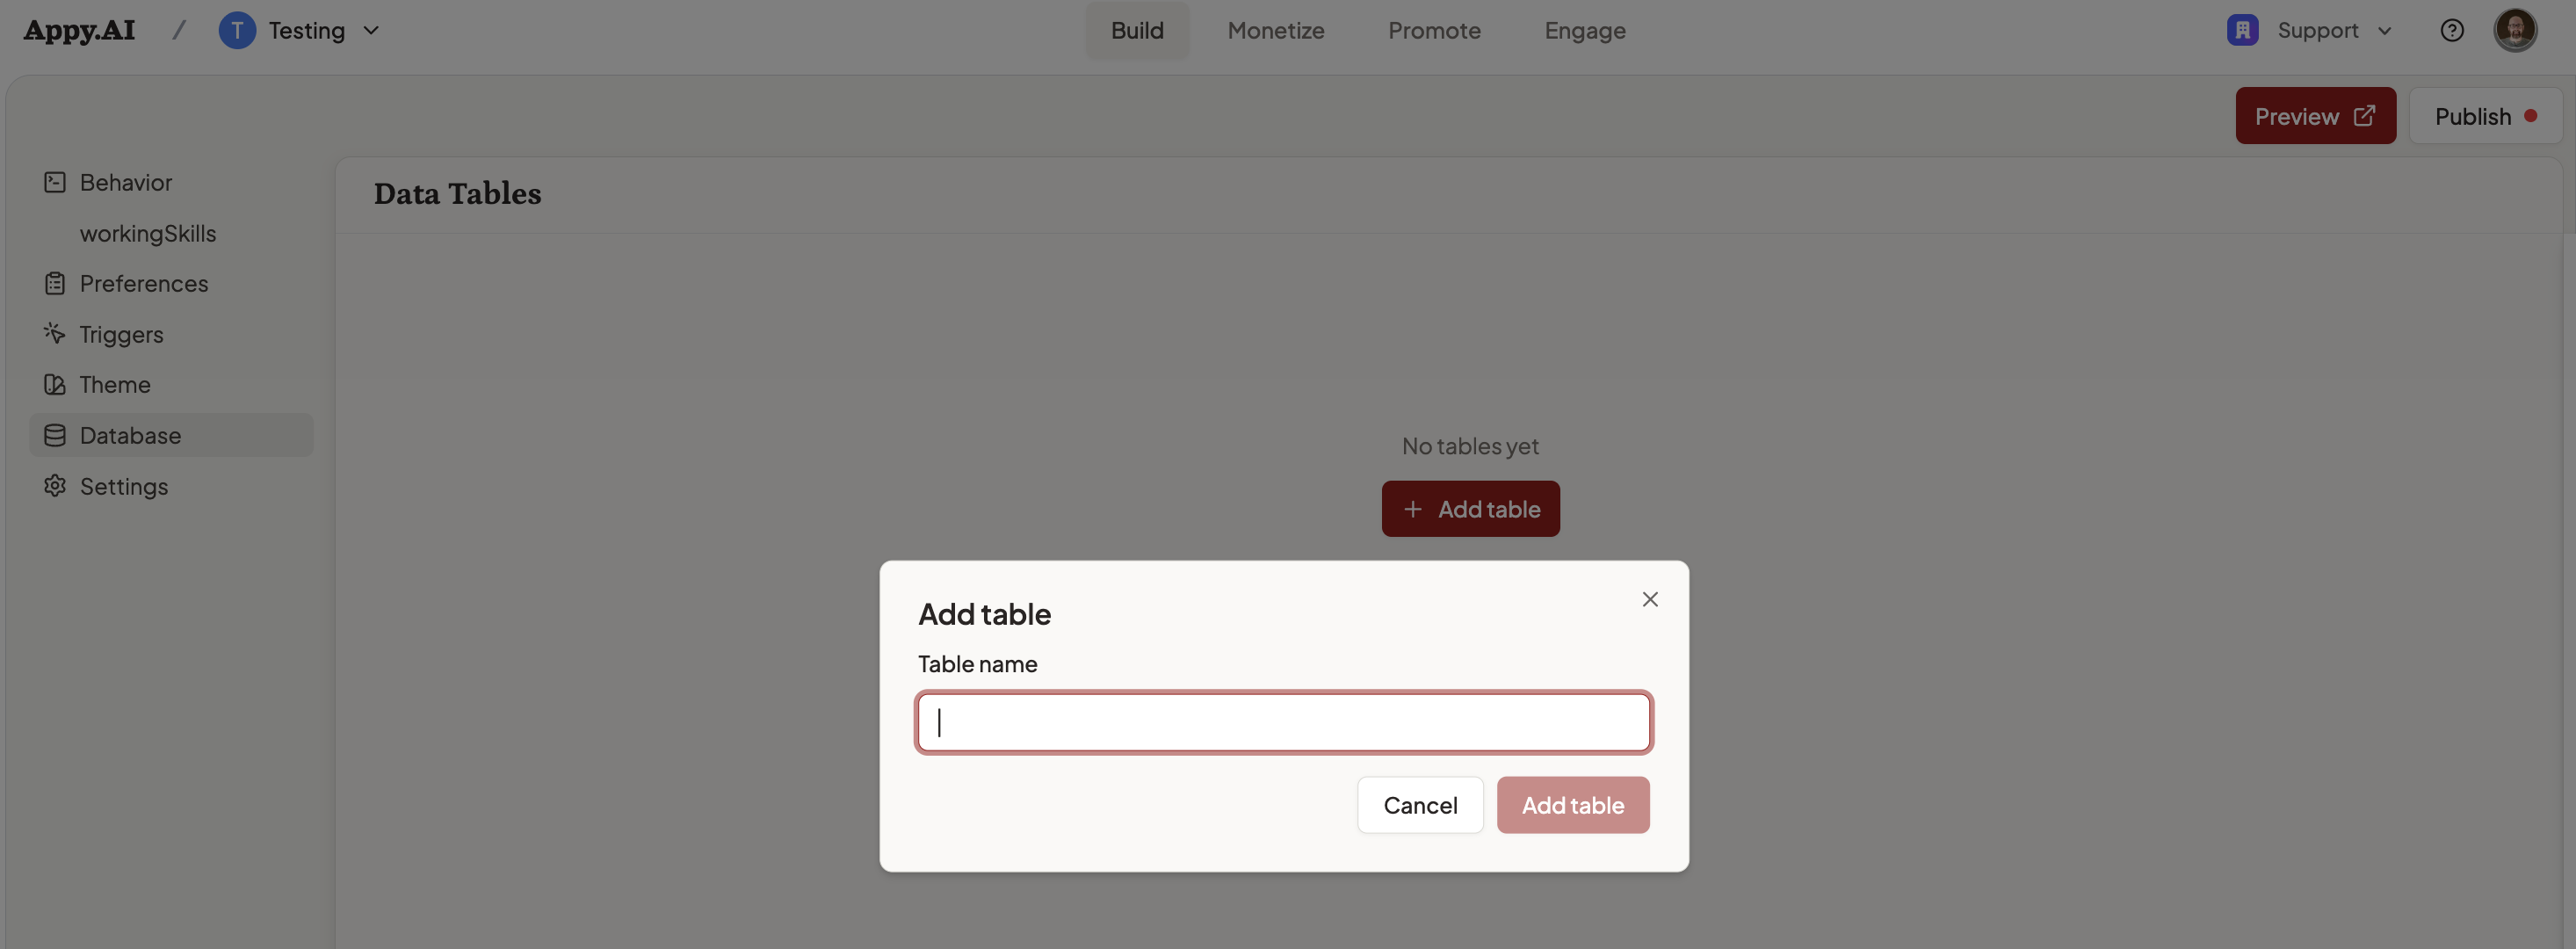 Appy.AI / T Testing Build Monetize Promote Engage Support
Preview Publish
Behavior
workingSkills
Preferences
Triggers
Theme
Database
Settings
Data Tables
No tables yet
+ Add table
Add table
Table name
Cancel Add table